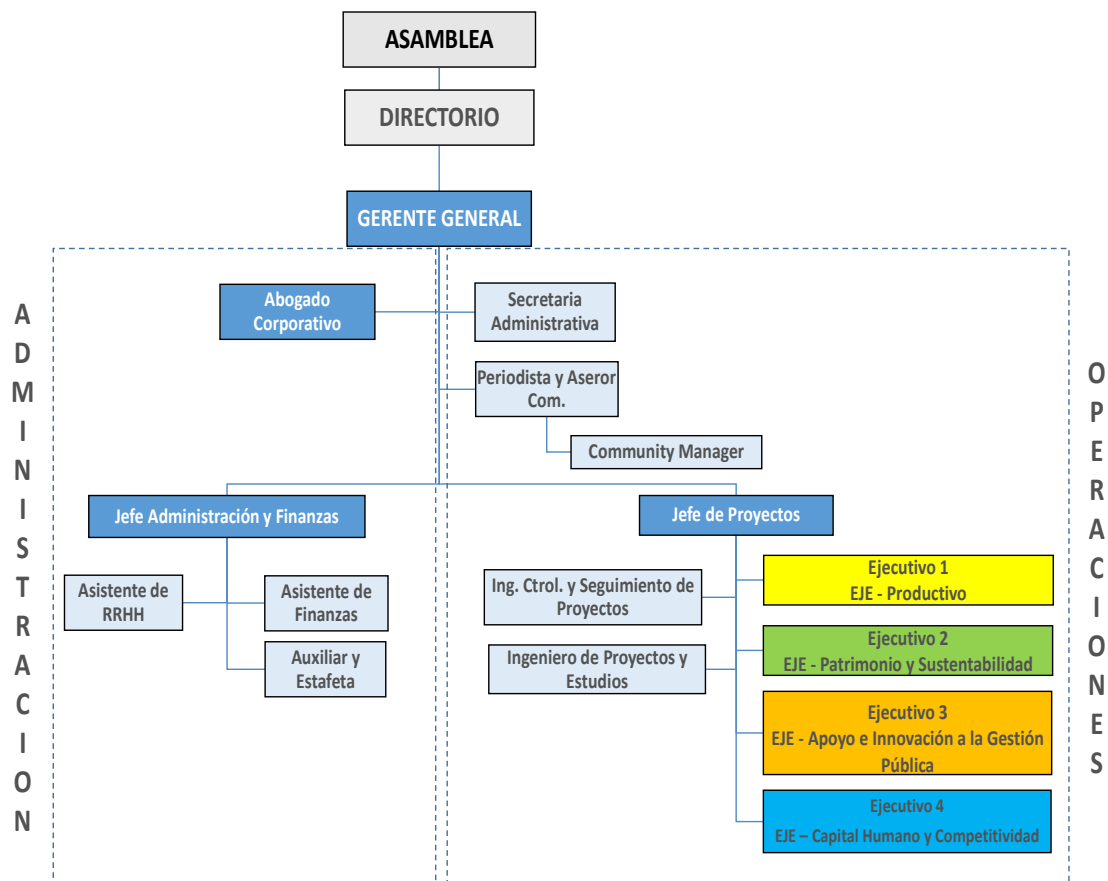 ASAMBLEA
DIRECTORIO
GERENTE GENERAL
ADMINISTRACION
OPERACIONES
Abogado
Corporativo
Secretaria
Administrativa
Periodista y Aseror
Com.
Community Manager
Jefe Administración y Finanzas
Jefe de Proyectos
Asistente de
RRHH
Asistente de
Finanzas
Auxiliar y
Estafeta
Ing. Ctrol. y Seguimiento de
Proyectos
Ingeniero de Proyectos y
Estudios
Ejecutivo 1
EJE - Productivo
Ejecutivo 2
EJE - Patrimonio y Sustentabilidad
Ejecutivo 3
EJE - Apoyo e Innovación a la Gestión
Pública
Ejecutivo 4
EJE – Capital Humano y Competitividad